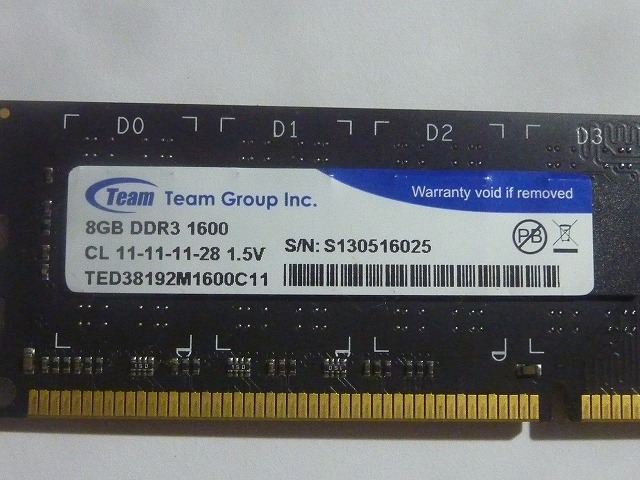 D0 D1 D2 D3
Team Team Group Inc. Warranty void if removed
8GB DDR3 1600
CL 11-11-11-28 1.5V S/N: S130516025
TED38192M1600C11
PB